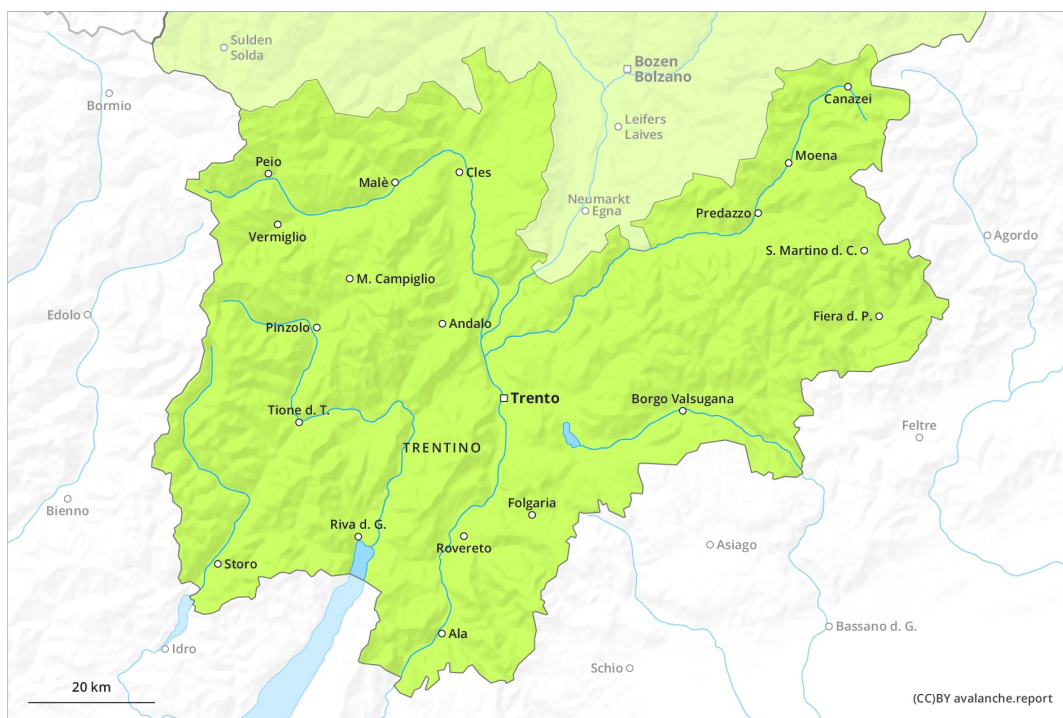 Sulden
Solda
Bozen
Bolzano
Bormio
Canazei
Leifers
Laives
Peio
Moena
Malè
Cles
Neumarkt
Egna
Predazzo
Vermiglio
Agordo
S. Martino d. C.
M. Campiglio
Edolo
Fiera d. P.
Pinzolo
Andalo
Trento
Borgo Valsugana
Tione d. T.
Feltre
TRENTINO
Bienno
Folgaria
Riva d. G.
Asiago
Rovereto
Storo
Bassano d. G.
Ala
Idro
Schio
20 km
(CC)BY avalanche.report